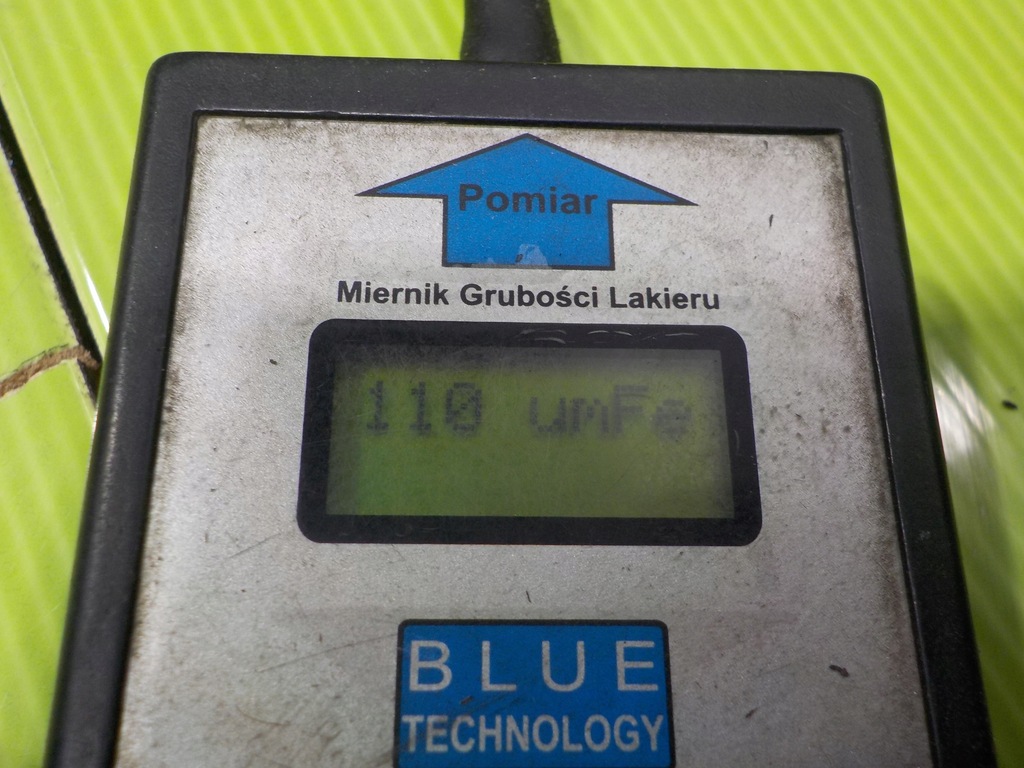 Pomiar
Miernik Grubości Lakieru
110 umFe
BLUE
TECHNOLOGY